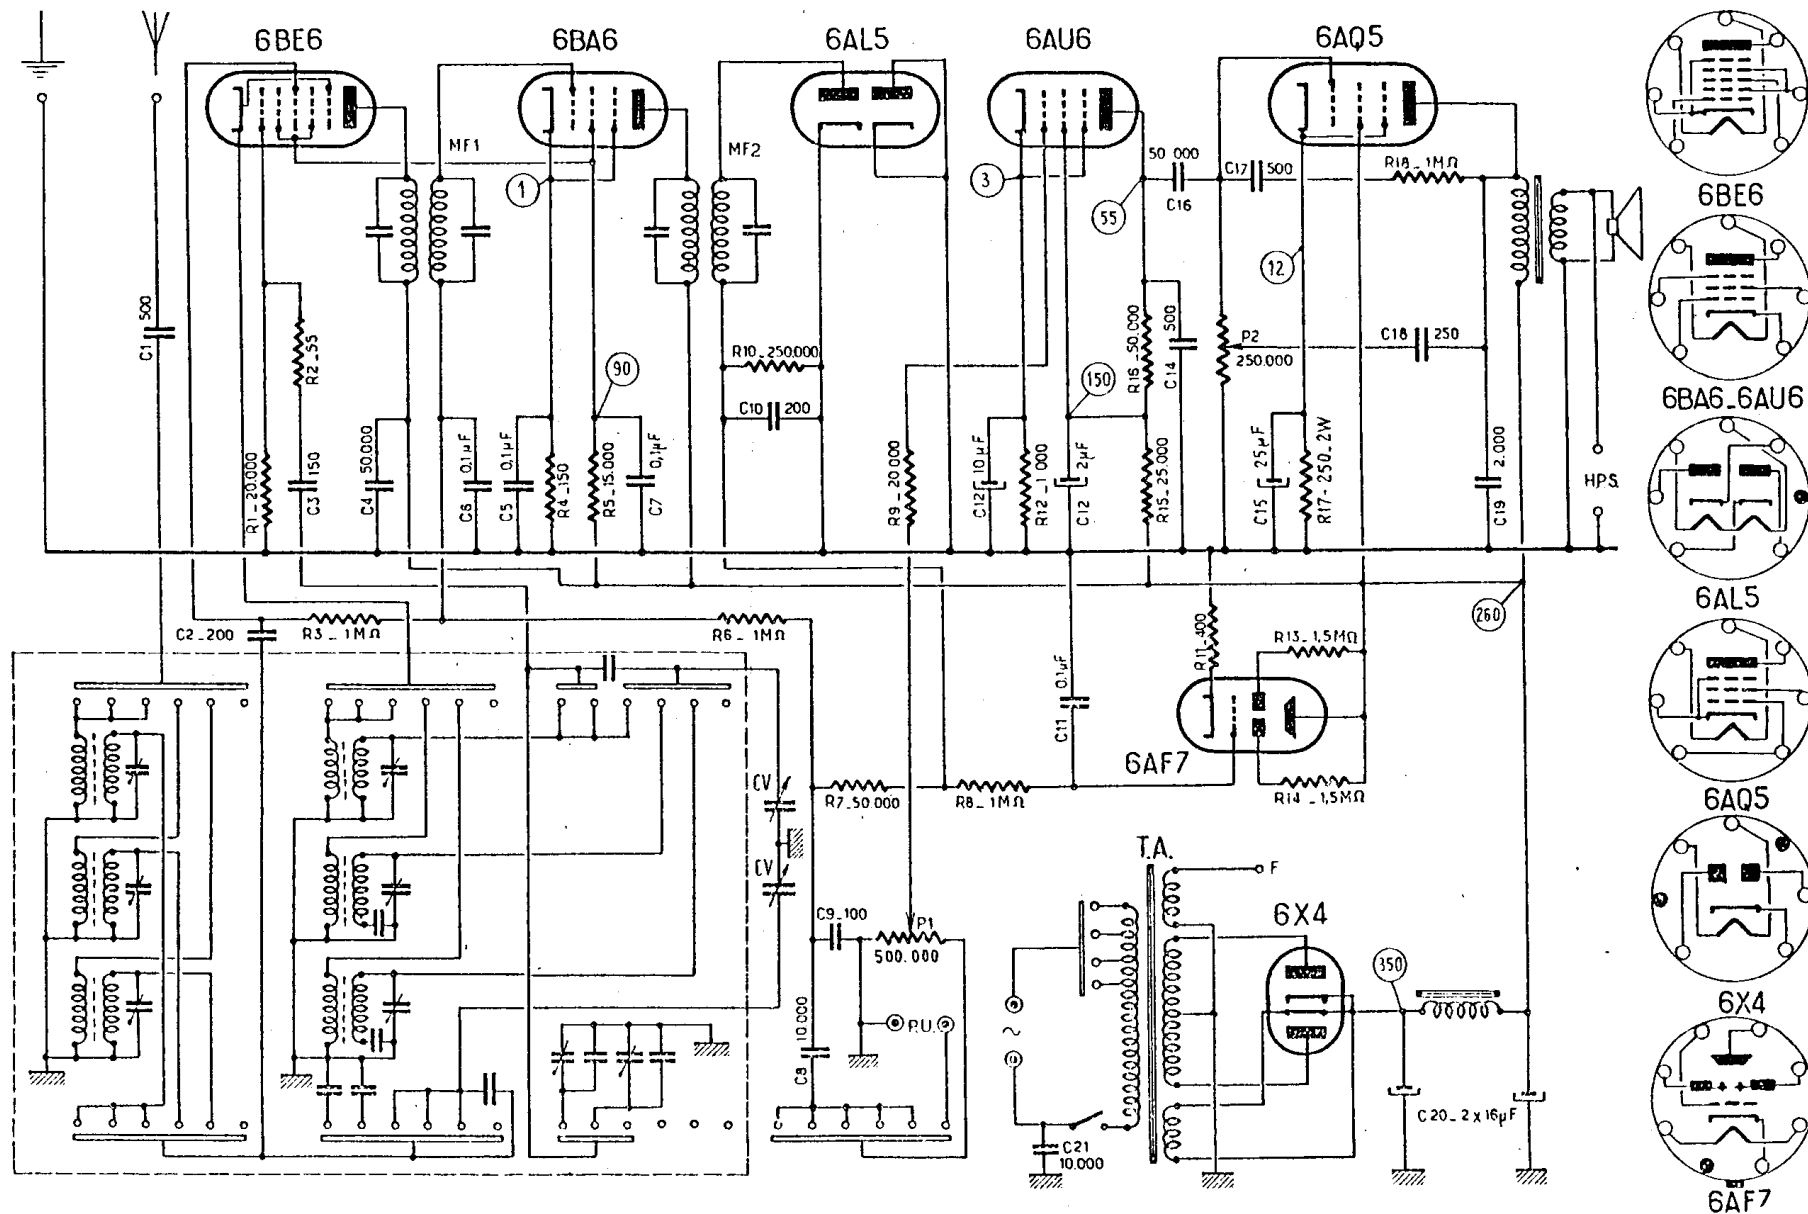 6BE6
6BA6
6AL5
6AU6
6AQ5
MF1
MF2
1
3
55
12
90
150
260
350
50.000
C16
C17
500
R18_1MΩ
C1
500
R2_55
R1_20.000
C3
150
C4
50.000
C6
0,1µF
C5
0,1µF
R4_150
R5_15.000
C7
0,1µF
R10_250.000
C10
200
R9_20.000
C12
10µF
R12_1 000
C12
2µF
R16_50.000
R15_25.000
C14
500
P2
250.000
C18
250
C15
25µF
R17-250_2W
C19
2.000
H.P.S.
C2_200
R3_1MΩ
R6_1MΩ
C11
0,1µF
R11_400
R13_1,5MΩ
R14_1,5MΩ
6AF7
R7_50.000
R8_1MΩ
CV
CV
C9_100
P1
500.000
C8
10.000
P.U.
T.A.
F
6X4
~
C21
10.000
C20_2x16µF
6BE6
6BA6_6AU6
6AL5
6AQ5
6X4
6AF7